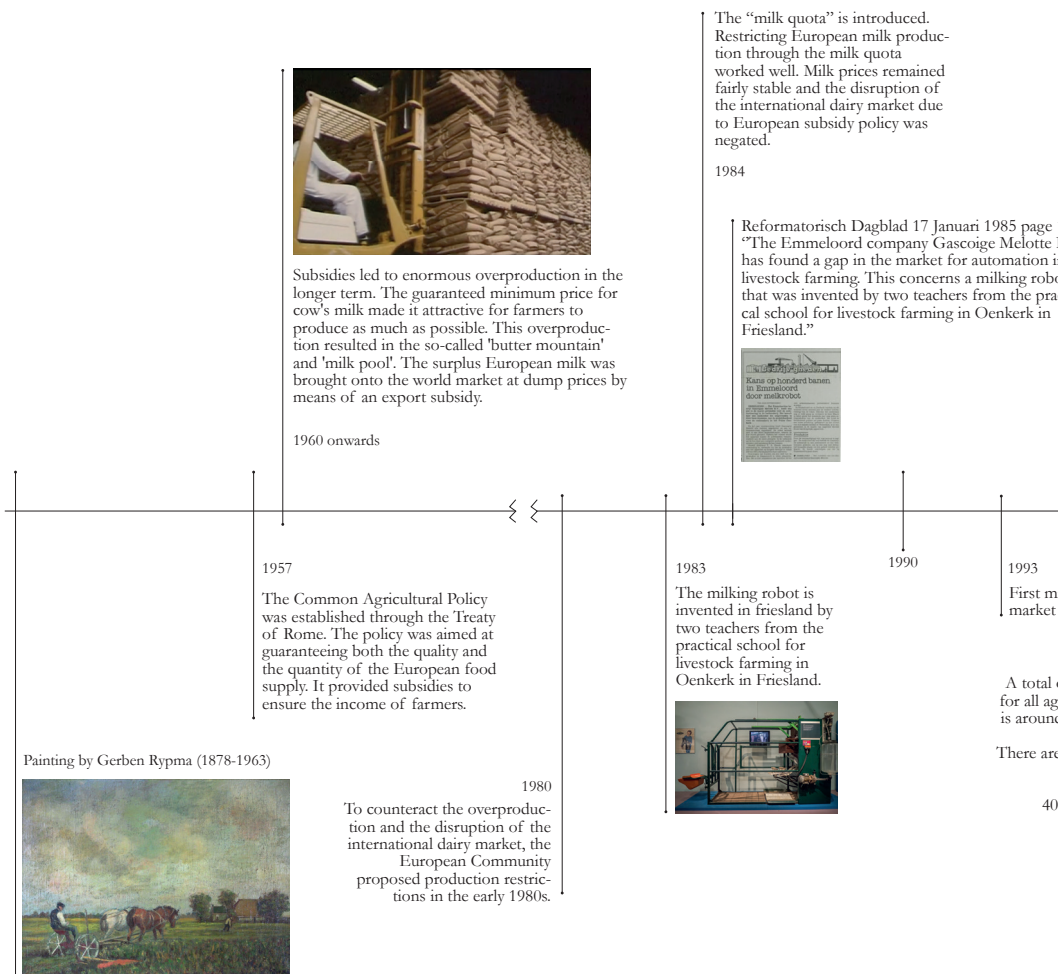 The “milk quota” is introduced.
Restricting European milk produc-
tion through the milk quota
worked well. Milk prices remained
fairly stable and the disruption of
the international dairy market due
to European subsidy policy was
negated.
1984
Subsidies led to enormous overproduction in the
longer term. The guaranteed minimum price for
cow's milk made it attractive for farmers to
produce as much as possible. This overproduc-
tion resulted in the so-called 'butter mountain'
and 'milk pool'. The surplus European milk was
brought onto the world market at dump prices by
means of an export subsidy.
1960 onwards
Reformatorisch Dagblad 17 Januari 1985 page
“The Emmeloord company Gascoige Melotte
has found a gap in the market for automation
livestock farming. This concerns a milking
that was invented by two teachers from the
cal school for livestock farming in Oenkerk in
Friesland.”
Kans op honderd banen
in Emmeloord
door melkrobot
1957
The Common Agricultural Policy
was established through the Treaty
of Rome. The policy was aimed at
guaranteeing both the quality and
the quantity of the European food
supply. It provided subsidies to
ensure the income of farmers.
1983
The milking robot is
invented in friesland by
two teachers from the
practical school for
livestock farming in
Oenkerk in Friesland.
1990
1993
First
market
A total
for all
is
There are
40
Painting by Gerben Rypma (1878-1963)
1980
To counteract the overproduc-
tion and the disruption of the
international dairy market, the
European Community
proposed production restric-
tions in the early 1980s.